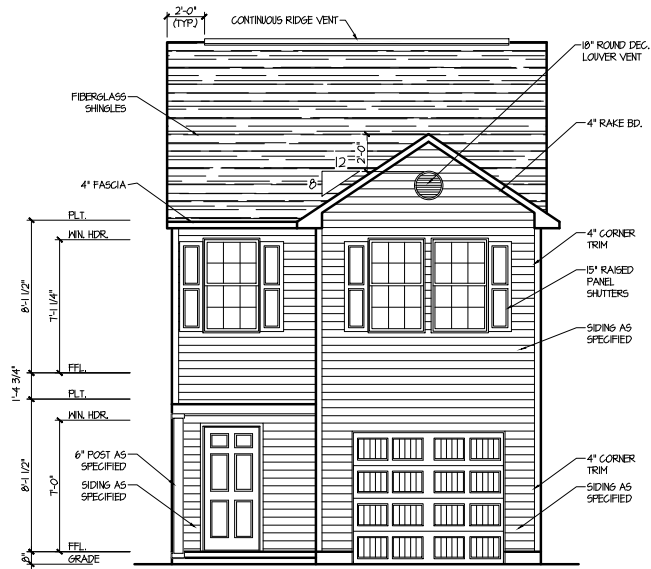 2'-0"
(TYP.)
CONTINUOUS RIDGE VENT
18" ROUND DEC.
LOUVER VENT
FIBERGLASS
SHINGLES
4" RAKE BD.
12
2'-0"
8
4" FASCIA
PLT.
WIN. HDR.
4" CORNER
TRIM
15" RAISED
PANEL
SHUTTERS
8'-1 1/2"
7'-1 1/4"
SIDING AS
SPECIFIED
FFL.
1'-4 3/4"
PLT.
WIN. HDR.
6" POST AS
SPECIFIED
4" CORNER
TRIM
8'-1 1/2"
7'-0"
SIDING AS
SPECIFIED
SIDING AS
SPECIFIED
FFL.
8"
GRADE